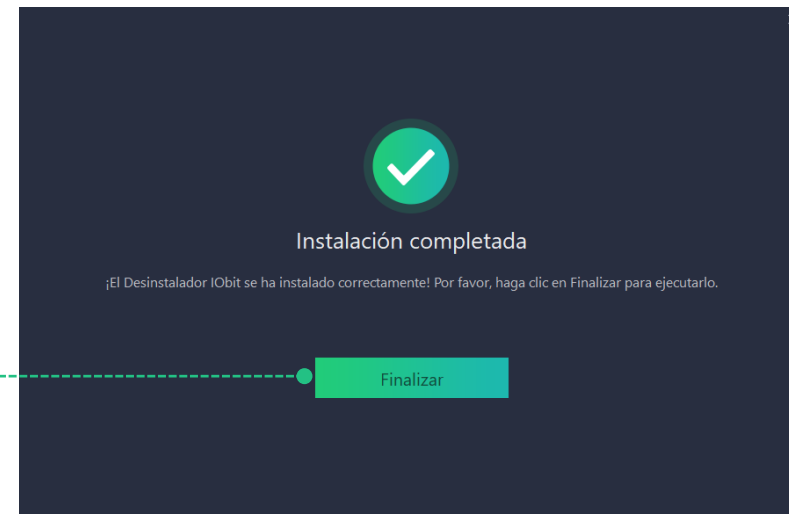 Instalación completada
¡El Desinstalador IObit se ha instalado correctamente! Por favor, haga clic en Finalizar para ejecutarlo.
Finalizar